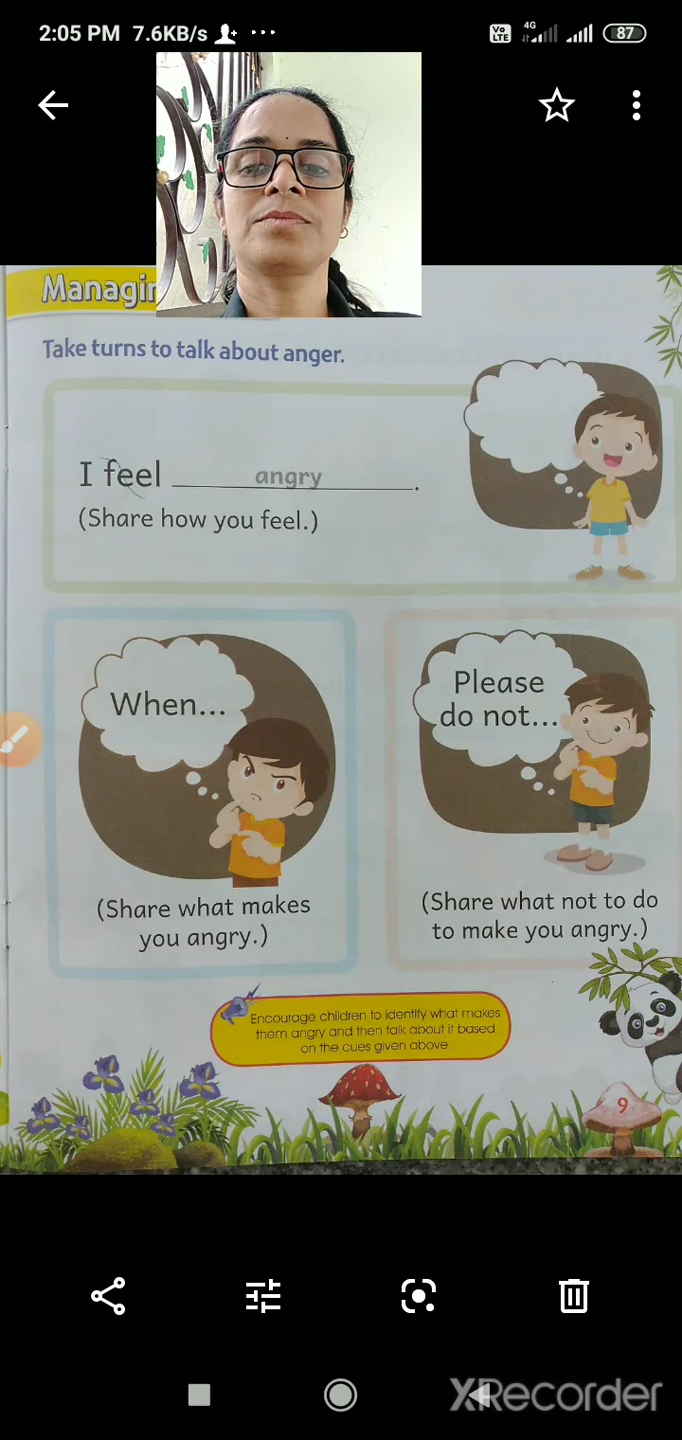 2:05 PM 7.6KB/s ...
Vo LTE 4G 87
Managin
Take turns to talk about anger.
I feel angry.
(Share how you feel.)
When...
Please
do not...
(Share what makes
you angry.)
(Share what not to do
to make you angry.)
Encourage children to identify what makes
them angry and then talk about it based
on the cues given above.
9
XRecorder